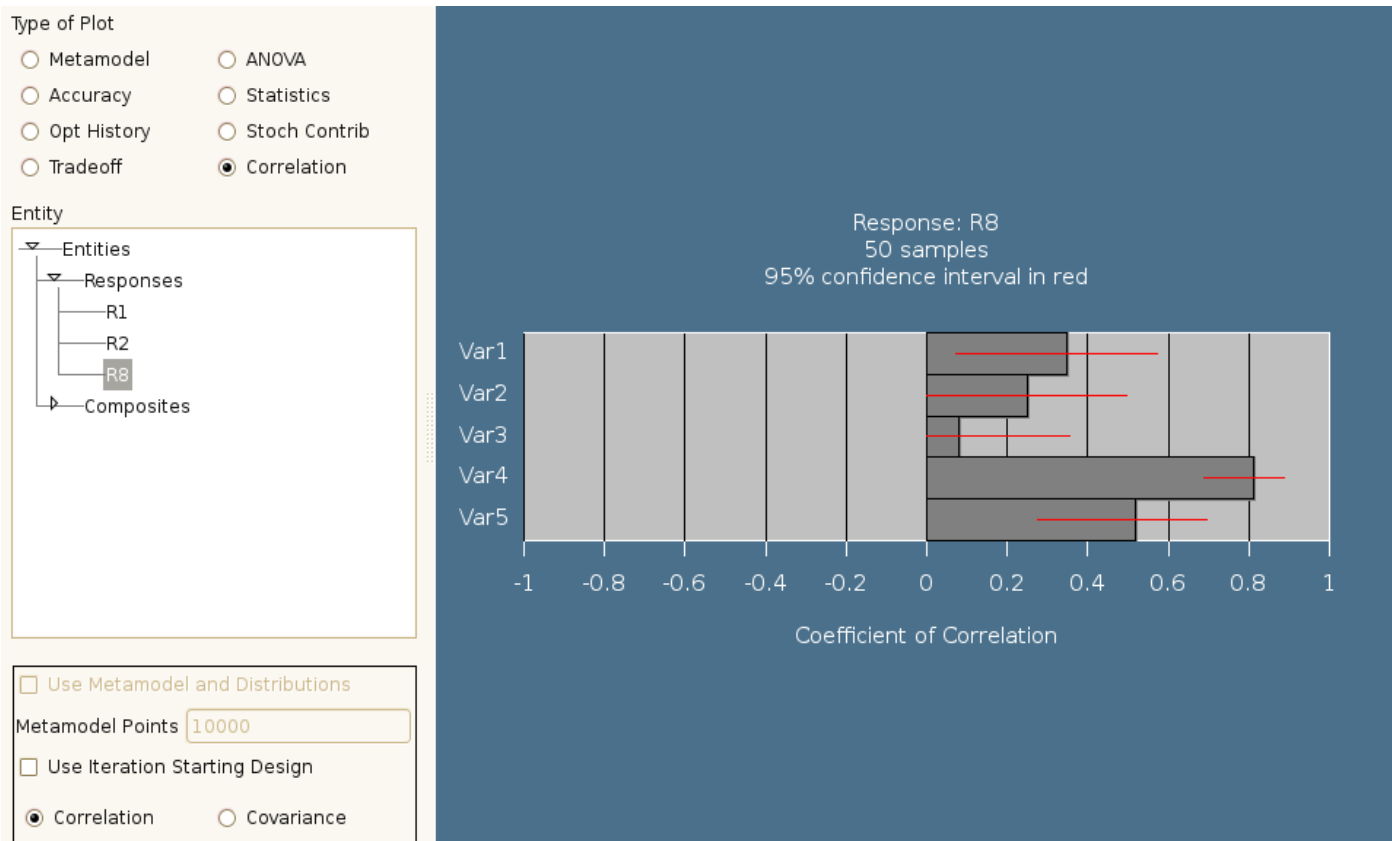 Type of Plot
Metamodel
ANOVA
Accuracy
Statistics
Opt History
Stoch Contrib
Tradeoff
Correlation
Entity
Entities
Responses
R1
R2
R8
Composites
Use Metamodel and Distributions
Metamodel Points 10000
Use Iteration Starting Design
Correlation
Covariance
Response: R8
50 samples
95% confidence interval in red
Var1
Var2
Var3
Var4
Var5
-1 -0.8 -0.6 -0.4 -0.2 0 0.2 0.4 0.6 0.8 1
Coefficient of Correlation